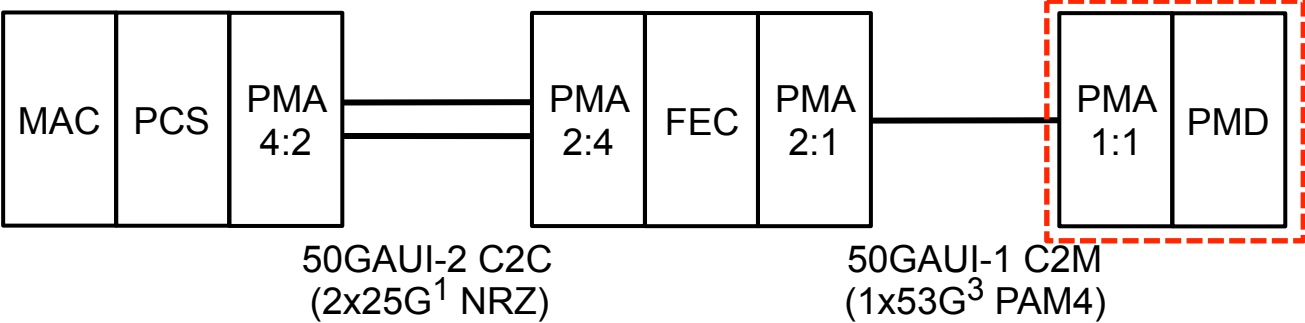 MAC
PCS
PMA
4:2
PMA
2:4
FEC
PMA
2:1
PMA
1:1
PMD
50GAUI-2 C2C
(2x25G¹ NRZ)
50GAUI-1 C2M
(1x53G³ PAM4)